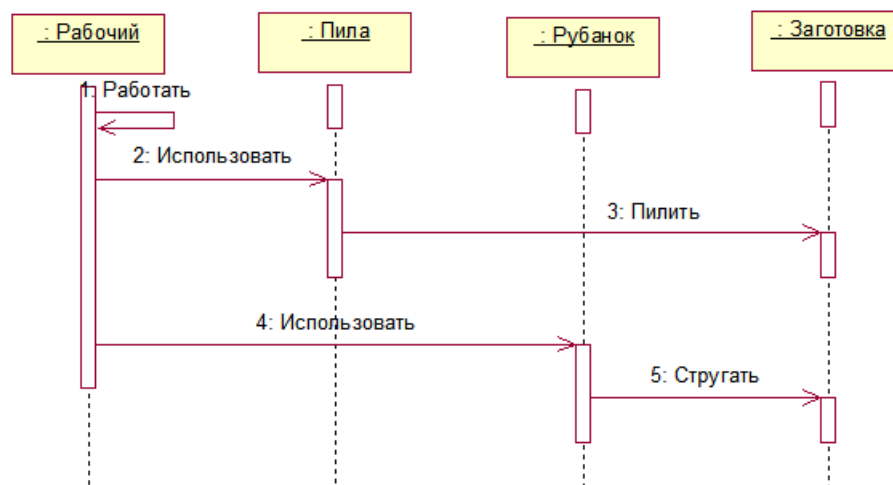 : Рабочий
: Пила
: Рубанок
: Заготовка
1: Работать
2: Использовать
3: Пилить
4: Использовать
5: Стругать